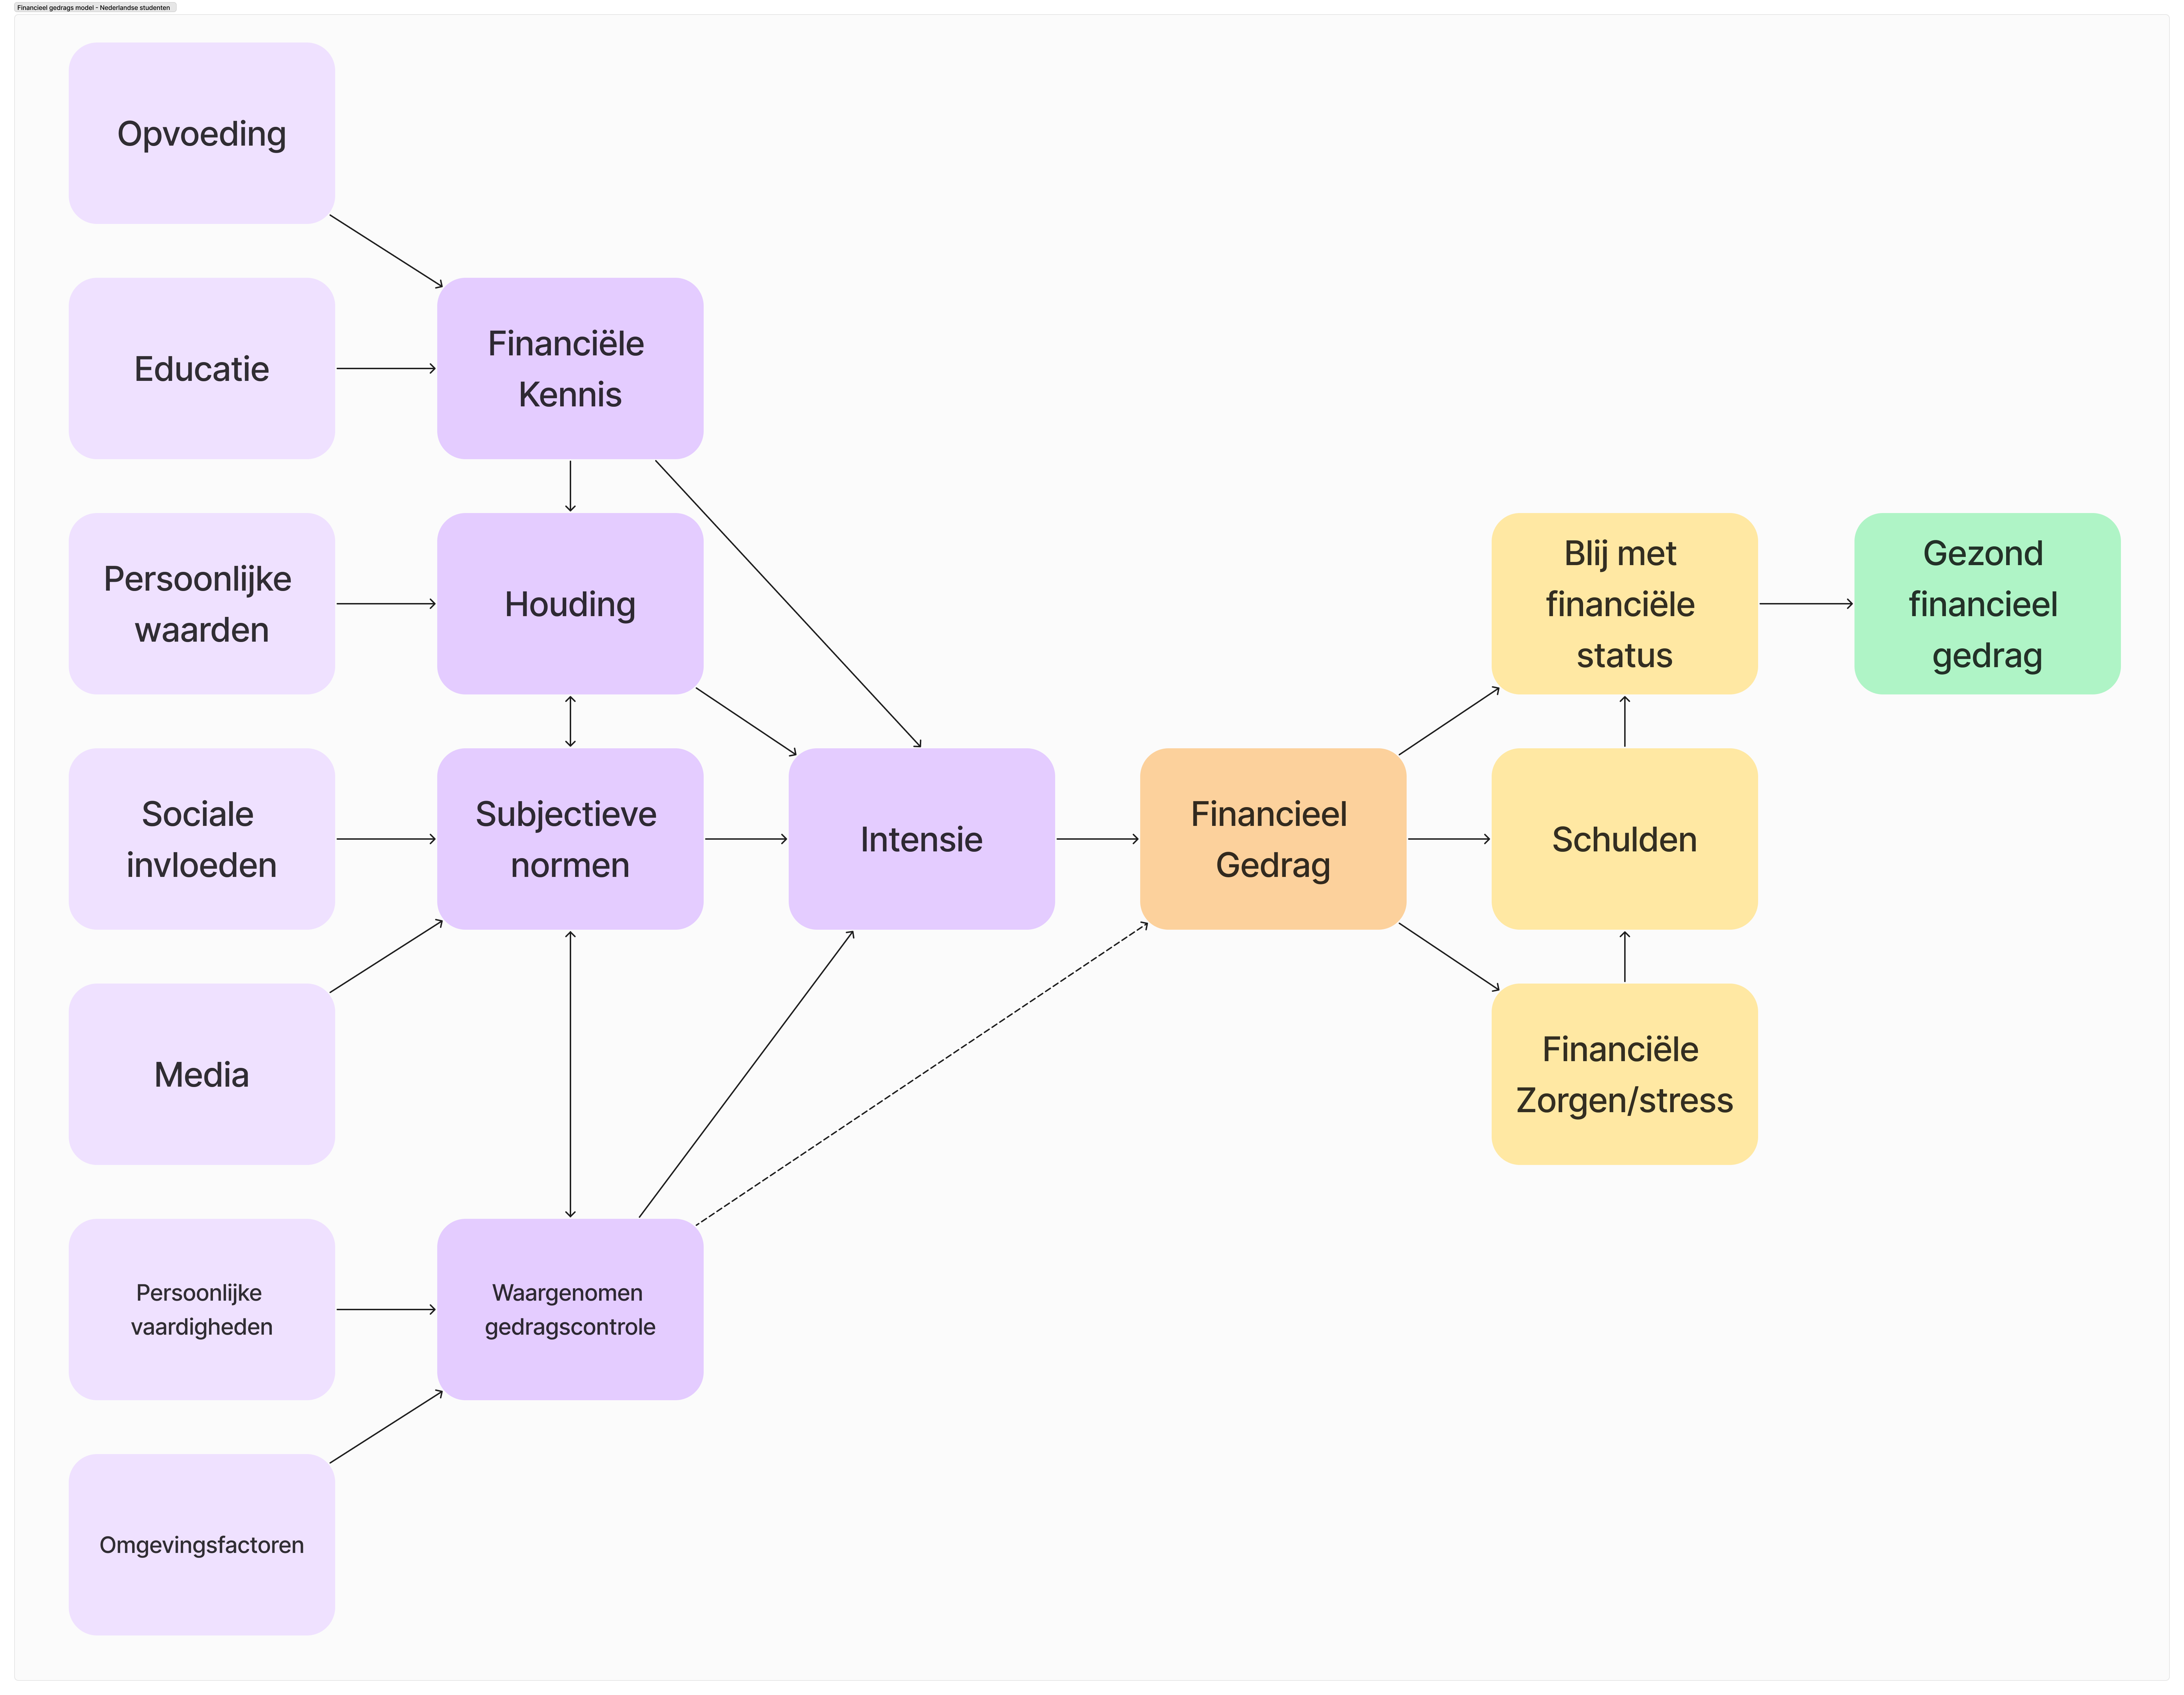 Financieel gedrags model - Nederlandse studenten
Opvoeding
Educatie
Financiële
Kennis
Persoonlijke
waarden
Houding
Blij met
financiële
status
Gezond
financieel
gedrag
Sociale
invloeden
Subjectieve
normen
Intensie
Financieel
Gedrag
Schulden
Media
Financiële
Zorgen/stress
Persoonlijke
vaardigheden
Waargenomen
gedragscontrole
Omgevingsfactoren